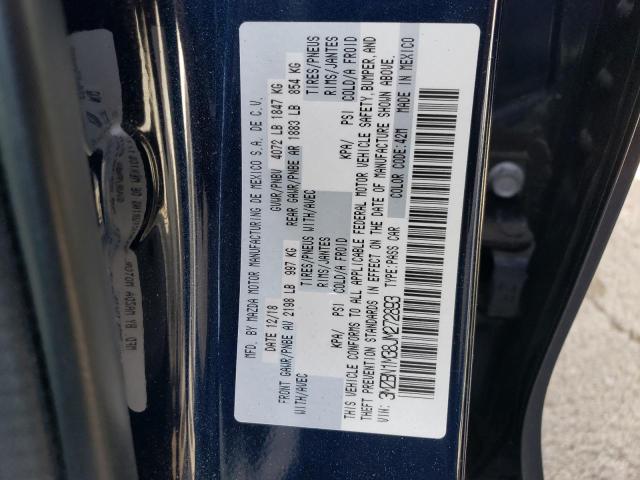 MFD. BY MAZDA MOTOR MANUFACTURING DE MEXICO S.A. DE C.V.
DATE 12/18 GVWR/PNBV 4072 LB 1847 KG
FRONT GAWR/PNBE AV 2198 LB 997 KG REAR GAWR/PNBE AR 1883 LB 854 KG
WITH/AVEC TIRES/PNEUS WITH/AVEC TIRES/PNEUS
RIMS/JANTES RIMS/JANTES
KPA/ PSI COLD/A FROID KPA/ PSI COLD/A FROID
THIS VEHICLE CONFORMS TO ALL APPLICABLE FEDERAL MOTOR VEHICLE SAFETY, BUMPER, AND
THEFT PREVENTION STANDARDS IN EFFECT ON THE DATE OF MANUFACTURE SHOWN ABOVE.
COLOR CODE: 42M MADE IN MEXICO
VIN: 3MZBN1M38JM272893 TYPE: PASS CAR